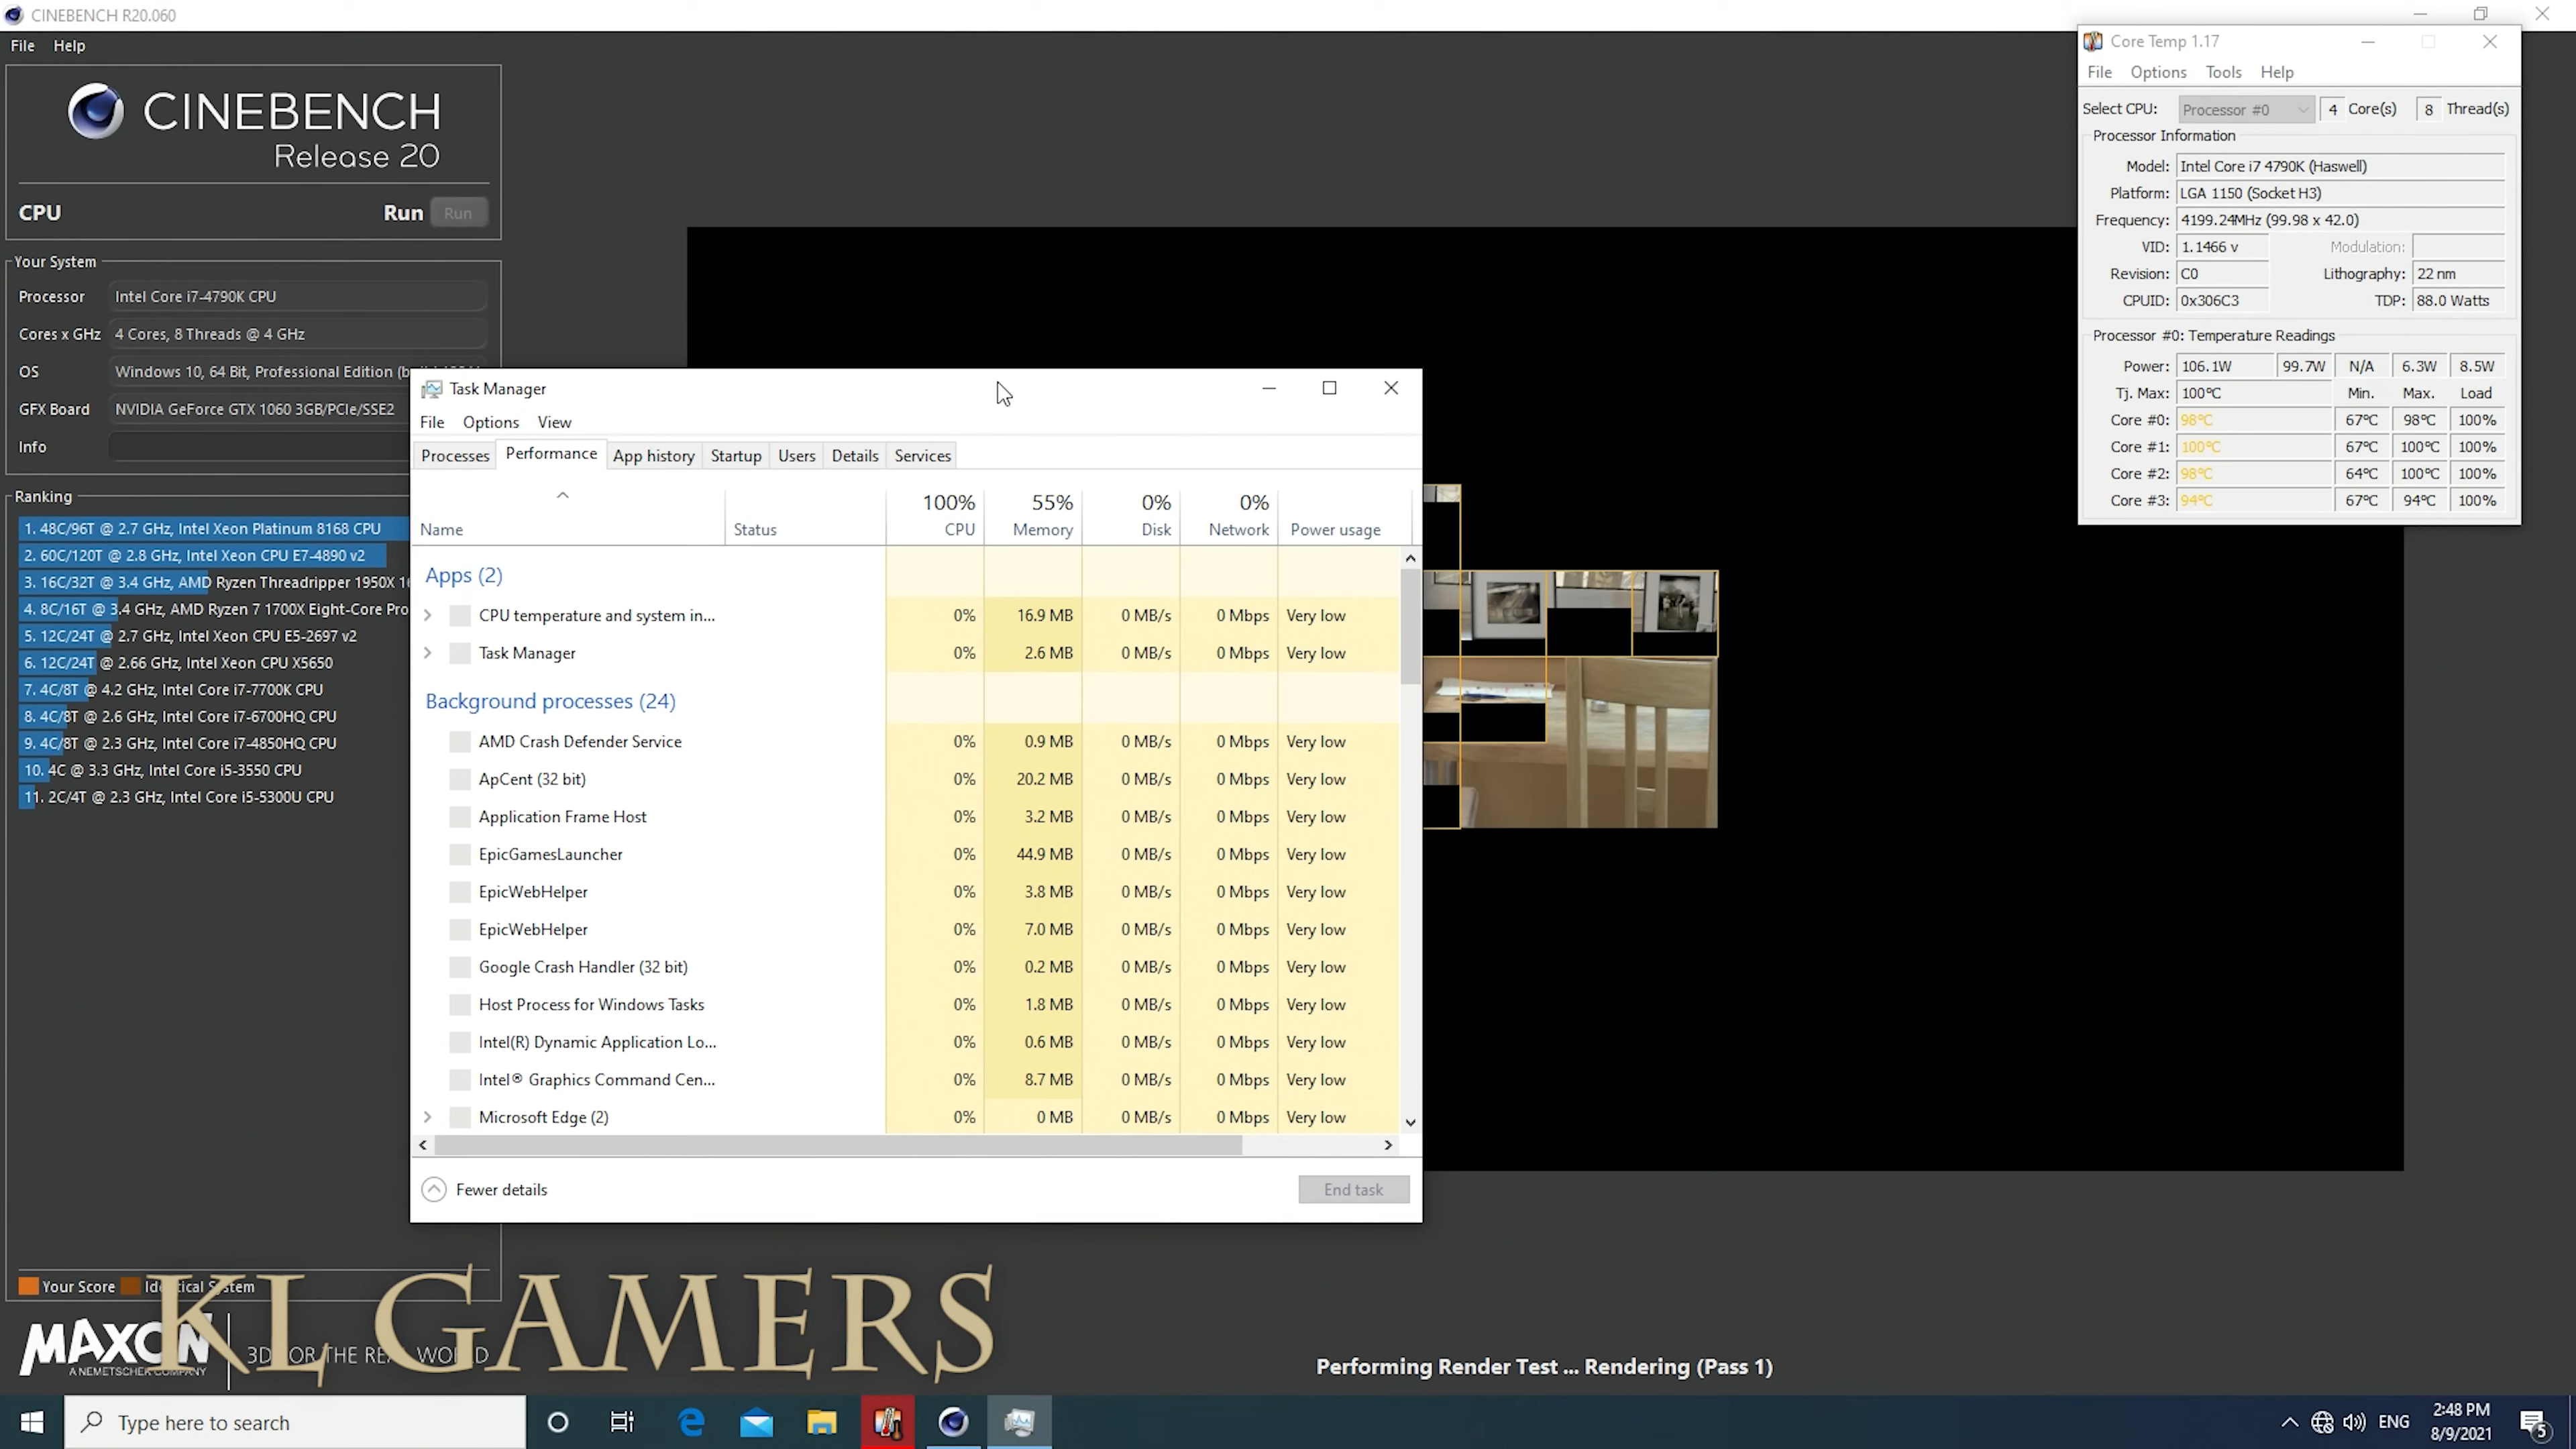 CINEBENCH R20.060
File Help
CINEBENCH
Release 20
CPU Run Run
Your System
Processor Intel Core i7-4790K CPU
Cores x GHz 4 Cores, 8 Threads @ 4 GHz
OS Windows 10, 64 Bit, Professional Edition
GFX Board NVIDIA GeForce GTX 1060 3GB/PCIe/SSE2
Info
Ranking
1. 48C/96T @ 2.7 GHz, Intel Xeon Platinum 8168 CPU
2. 60C/120T @ 2.8 GHz, Intel Xeon CPU E7-4890 v2
3. 16C/32T @ 3.4 GHz, AMD Ryzen Threadripper 1950X
4. 8C/16T @ 3.4 GHz, AMD Ryzen 7 1700X Eight-Core Pro
5. 12C/24T @ 2.7 GHz, Intel Xeon CPU E5-2697 v2
6. 12C/24T @ 2.66 GHz, Intel Xeon CPU X5650
7. 4C/8T @ 4.2 GHz, Intel Core i7-7700K CPU
8. 4C/8T @ 2.6 GHz, Intel Core i7-6700HQ CPU
9. 4C/8T @ 2.3 GHz, Intel Core i7-4850HQ CPU
10. 4C @ 3.3 GHz, Intel Core i5-3550 CPU
11. 2C/4T @ 2.3 GHz, Intel Core i5-5300U CPU
Your Score Identical System
MAXON
A NEMETSCHEK COMPANY
3D FOR THE REAL WORLD
KL GAMERS
Task Manager
File Options View
Processes Performance App history Startup Users Details Services
100% 55% 0% 0%
Name Status CPU Memory Disk Network Power usage
Apps (2)
CPU temperature and system in... 0% 16.9 MB 0 MB/s 0 Mbps Very low
Task Manager 0% 2.6 MB 0 MB/s 0 Mbps Very low
Background processes (24)
AMD Crash Defender Service 0% 0.9 MB 0 MB/s 0 Mbps Very low
ApCent (32 bit) 0% 20.2 MB 0 MB/s 0 Mbps Very low
Application Frame Host 0% 3.2 MB 0 MB/s 0 Mbps Very low
EpicGamesLauncher 0% 44.9 MB 0 MB/s 0 Mbps Very low
EpicWebHelper 0% 3.8 MB 0 MB/s 0 Mbps Very low
EpicWebHelper 0% 7.0 MB 0 MB/s 0 Mbps Very low
Google Crash Handler (32 bit) 0% 0.2 MB 0 MB/s 0 Mbps Very low
Host Process for Windows Tasks 0% 1.8 MB 0 MB/s 0 Mbps Very low
Intel(R) Dynamic Application Lo... 0% 0.6 MB 0 MB/s 0 Mbps Very low
Intel® Graphics Command Cen... 0% 8.7 MB 0 MB/s 0 Mbps Very low
Microsoft Edge (2) 0% 0 MB 0 MB/s 0 Mbps Very low
Fewer details End task
Core Temp 1.17
File Options Tools Help
Select CPU: Processor #0 4 Core(s) 8 Thread(s)
Processor Information
Model: Intel Core i7 4790K (Haswell)
Platform: LGA 1150 (Socket H3)
Frequency: 4199.24MHz (99.98 x 42.0)
VID: 1.1466 v Modulation:
Revision: C0 Lithography: 22 nm
CPUID: 0x306C3 TDP: 88.0 Watts
Processor #0: Temperature Readings
Power: 106.1W 99.7W N/A 6.3W 8.5W
Tj. Max: 100°C Min. Max. Load
Core #0: 98°C 67°C 98°C 100%
Core #1: 100°C 67°C 100°C 100%
Core #2: 98°C 64°C 100°C 100%
Core #3: 94°C 67°C 94°C 100%
Performing Render Test ... Rendering (Pass 1)
Type here to search
ENG
2:48 PM
8/9/2021
5